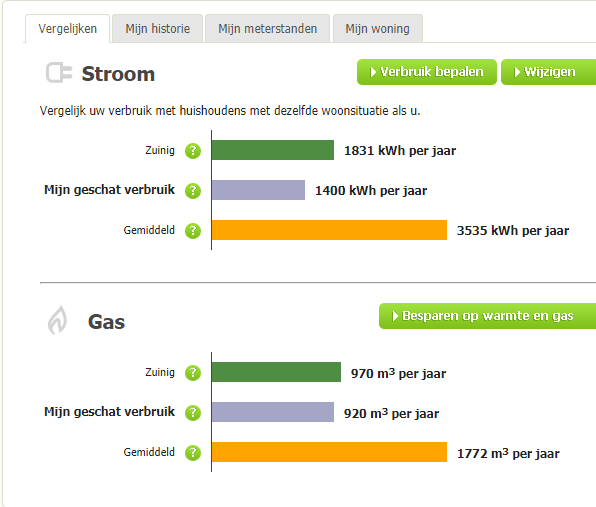 Vergelijken Mijn historie Mijn meterstanden Mijn woning
Stroom Verbruik bepalen Wijzigen
Vergelijk uw verbruik met huishoudens met dezelfde woonsituatie als u.
Zuinig ? 1831 kWh per jaar
Mijn geschat verbruik ? 1400 kWh per jaar
Gemiddeld ? 3535 kWh per jaar
Gas Besparen op warmte en gas
Zuinig ? 970 m³ per jaar
Mijn geschat verbruik ? 920 m³ per jaar
Gemiddeld ? 1772 m³ per jaar